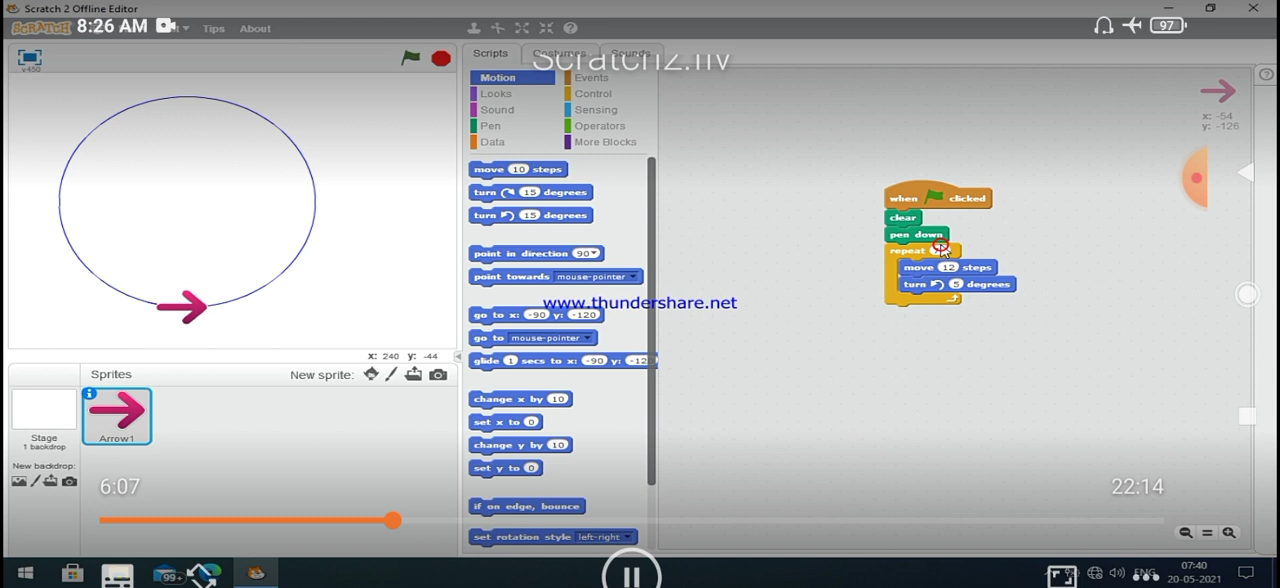 Scratch 2 Offline Editor
8:26 AM
97
SCRATCH
Tips
About
Scratch2.flv
v450
Scripts
Costumes
Sounds
Motion
Events
Looks
Control
Sound
Sensing
Pen
Operators
Data
More Blocks
move 10 steps
turn 15 degrees
turn 15 degrees
point in direction 90
point towards mouse-pointer
go to x: -90 y: -120
go to mouse-pointer
glide 1 secs to x: -90 y: -120
change x by 10
set x to 0
change y by 10
set y to 0
if on edge, bounce
set rotation style left-right
x: -54
y: -126
when clicked
clear
pen down
repeat
move 12 steps
turn 5 degrees
www.thundershare.net
x: 240 y: -44
Sprites
New sprite:
Stage
1 backdrop
Arrow1
New backdrop:
6:07
22:14
99+
ENG
07:40
20-05-2021